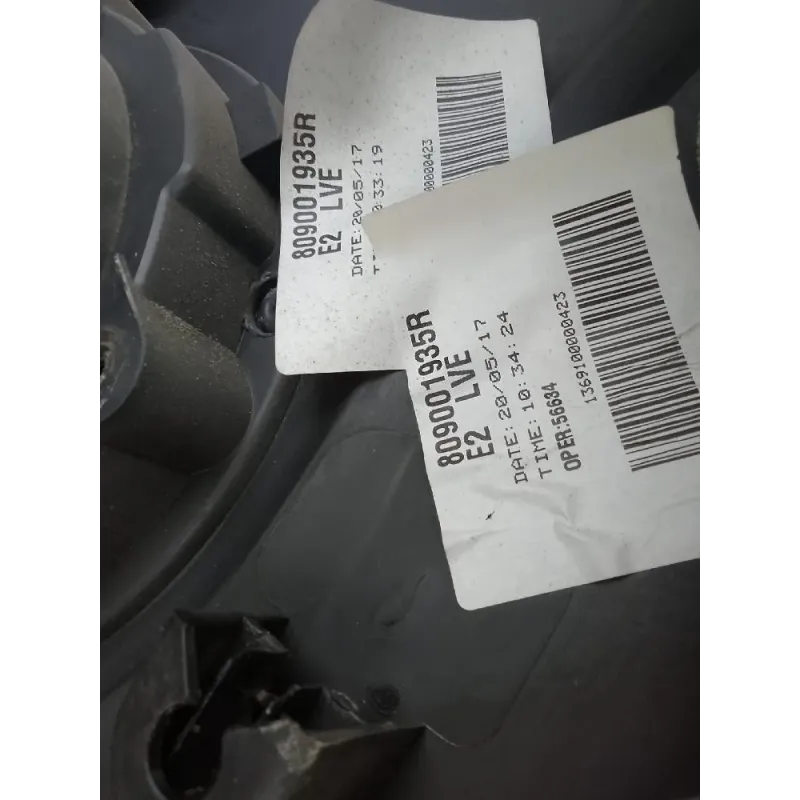 809001935R
E2 LVE
DATE:20/05/17
33:19
00000000423
809001935R
E2 LVE
DATE:20/05/17
TIME:10:34:24
OPER:56634
1369100000423